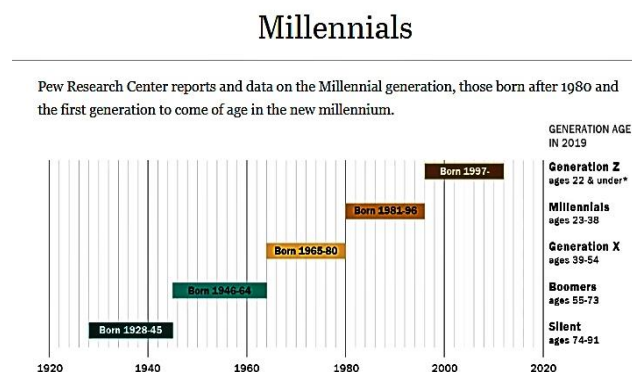 Millennials
Pew Research Center reports and data on the Millennial generation, those born after 1980 and
the first generation to come of age in the new millennium.
GENERATION AGE
IN 2019
Born 1997-
Generation Z
ages 22 & under*
Born 1981-96
Millennials
ages 23-38
Born 1965-80
Generation X
ages 39-54
Born 1946-64
Boomers
ages 55-73
Born 1928-45
Silent
ages 74-91
1920 1940 1960 1980 2000 2020